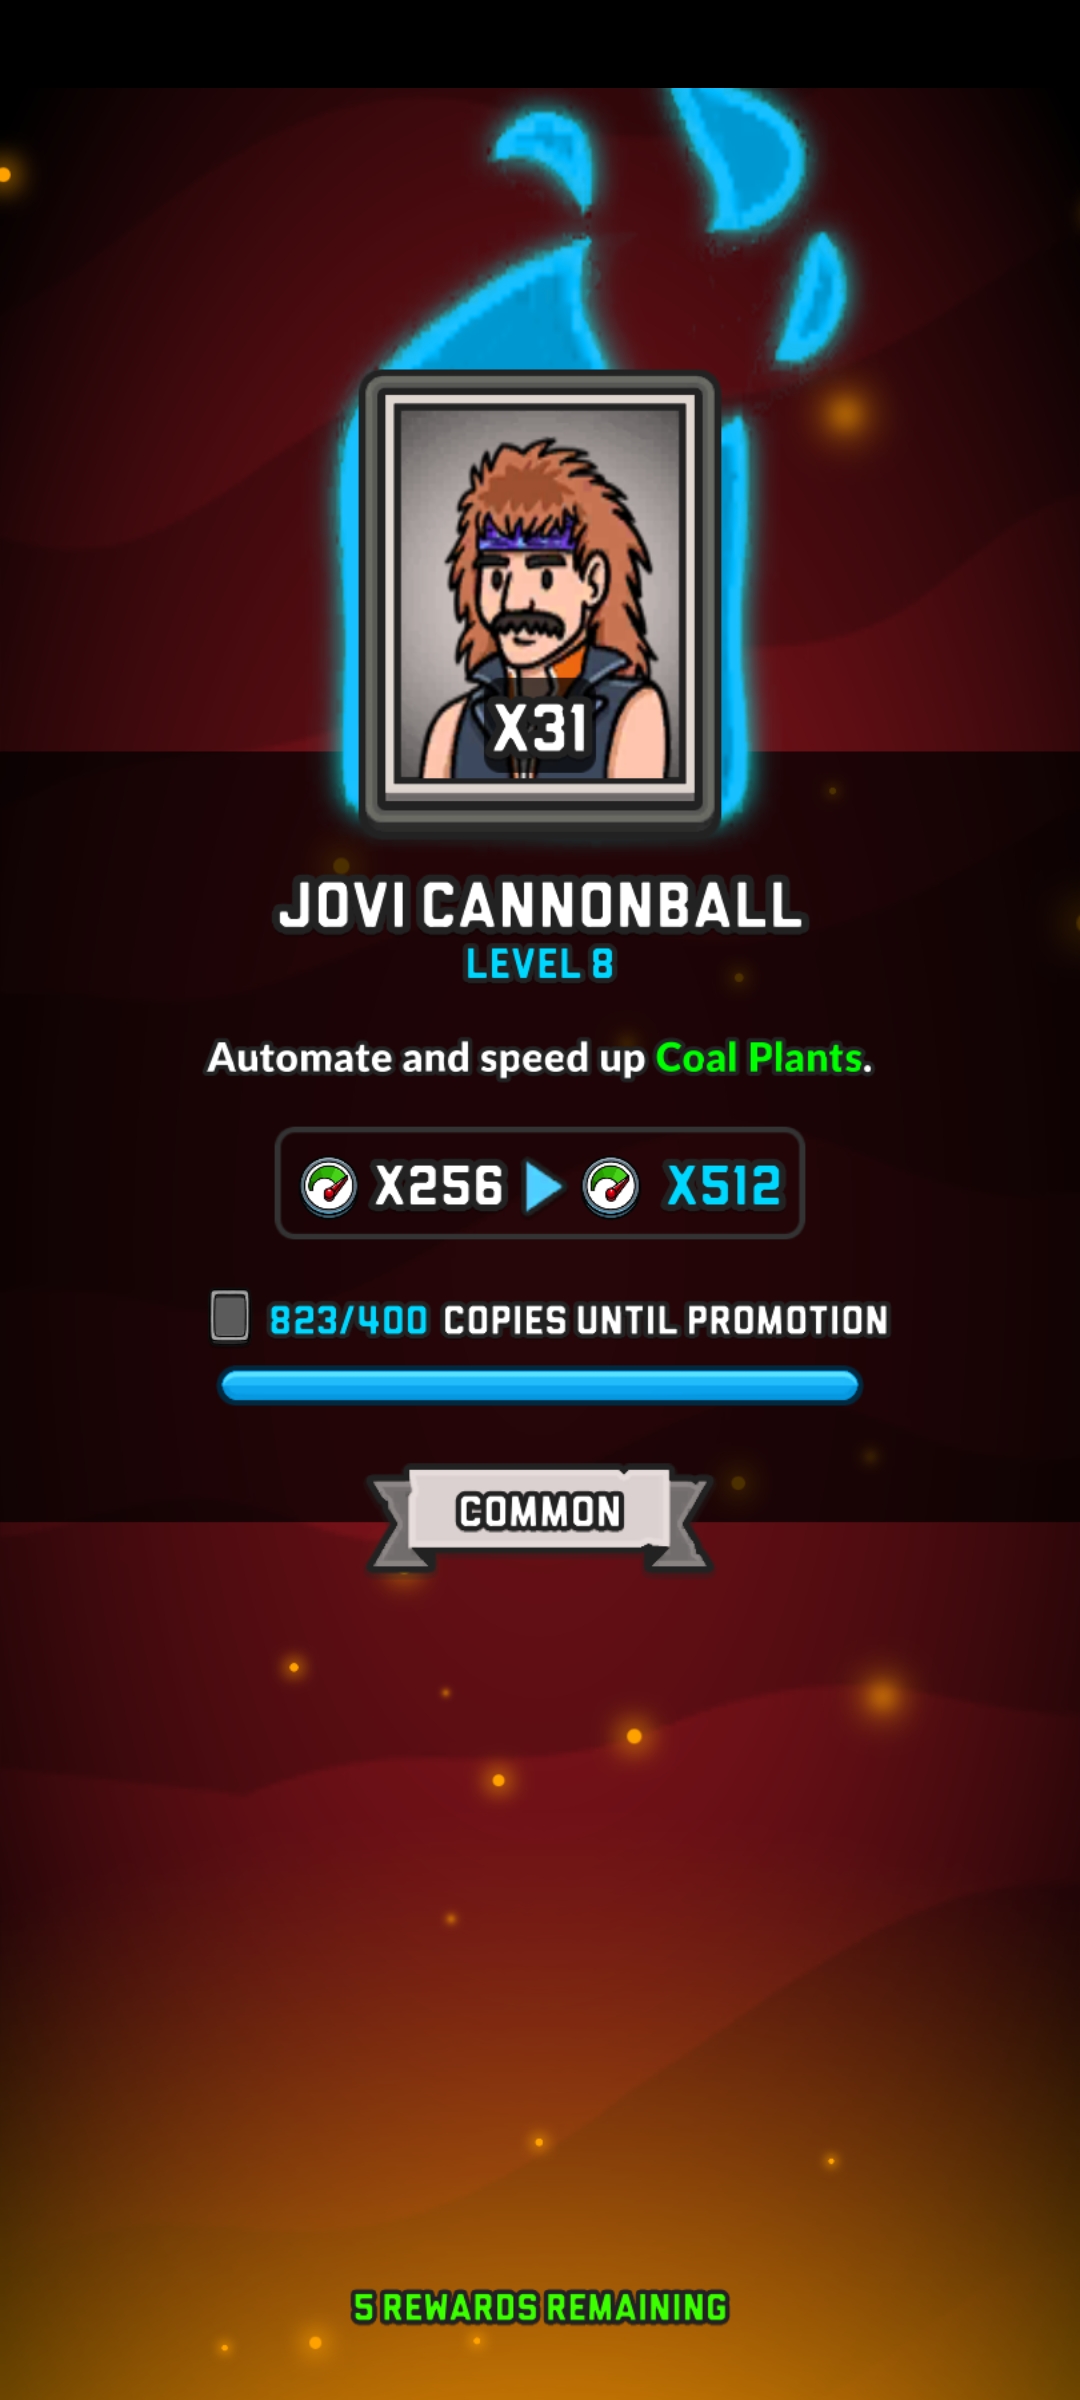 X31
JOVI CANNONBALL
LEVEL 8
Automate and speed up Coal Plants.
X256 X512
823/400 COPIES UNTIL PROMOTION
COMMON
5 REWARDS REMAINING